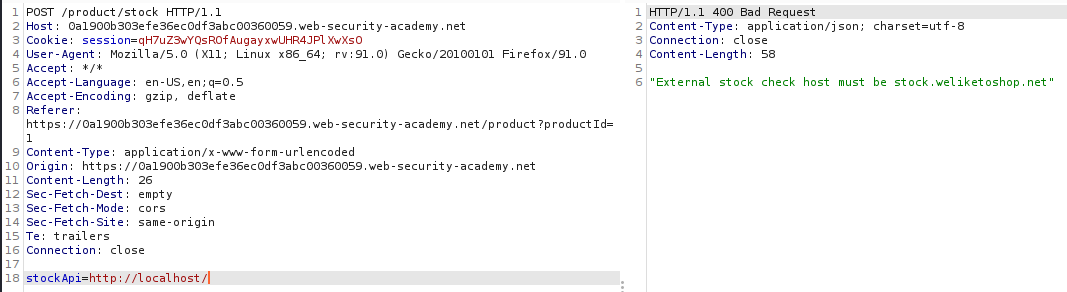 1 POST /product/stock HTTP/1.1
2 Host: 0a1900b303efe36ec0df3abc00360059.web-security-academy.net
3 Cookie: session=qH7uZ3wYQsROfAugayxwUHR4JPlXwXsO
4 User-Agent: Mozilla/5.0 (X11; Linux x86_64; rv:91.0) Gecko/20100101 Firefox/91.0
5 Accept: */*
6 Accept-Language: en-US,en;q=0.5
7 Accept-Encoding: gzip, deflate
8 Referer:
https://0a1900b303efe36ec0df3abc00360059.web-security-academy.net/product?productId=
1
9 Content-Type: application/x-www-form-urlencoded
10 Origin: https://0a1900b303efe36ec0df3abc00360059.web-security-academy.net
11 Content-Length: 26
12 Sec-Fetch-Dest: empty
13 Sec-Fetch-Mode: cors
14 Sec-Fetch-Site: same-origin
15 Te: trailers
16 Connection: close
17
18 stockApi=http://localhost/
1 HTTP/1.1 400 Bad Request
2 Content-Type: application/json; charset=utf-8
3 Connection: close
4 Content-Length: 58
5
6 "External stock check host must be stock.weliketoshop.net"